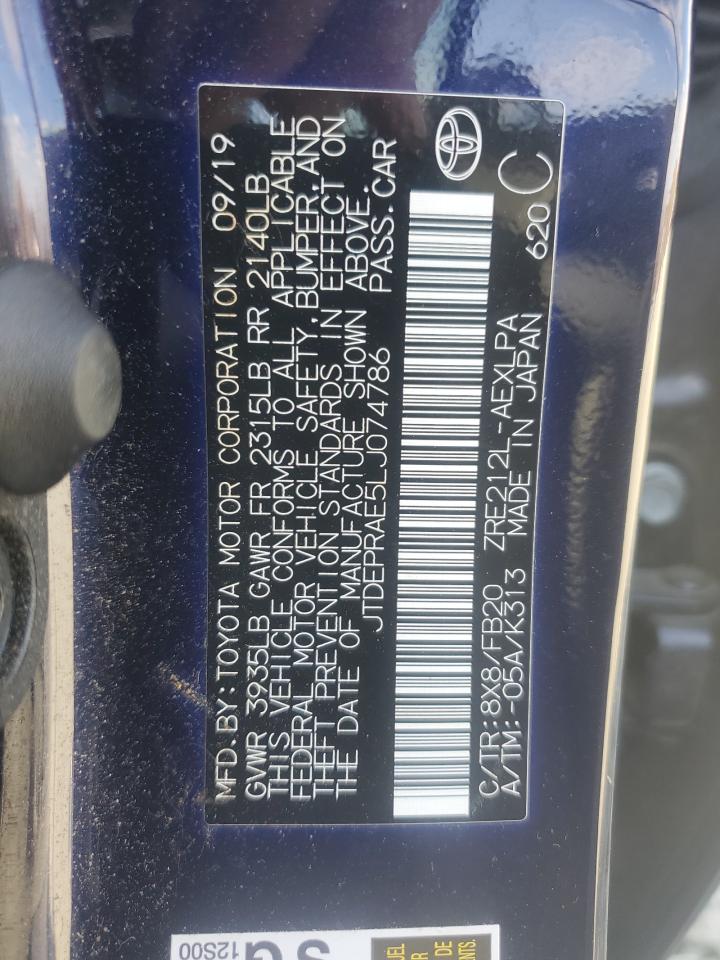 MFD.BY:TOYOTA MOTOR CORPORATION 09/19
GVWR 3935LB GAWR FR 2315LB RR 2140LB
THIS VEHICLE CONFORMS TO ALL APPLICABLE
FEDERAL MOTOR VEHICLE SAFETY,BUMPER,AND
THEFT PREVENTION STANDARDS IN EFFECT ON
THE DATE OF MANUFACTURE SHOWN ABOVE.
JTDEPRAE5LJ074786 PASS.CAR
C/TR:8X8/FB20 ZRE212L-AEXLPA 620 C
A/TM:-05A/K313 MADE IN JAPAN
12S00
DE